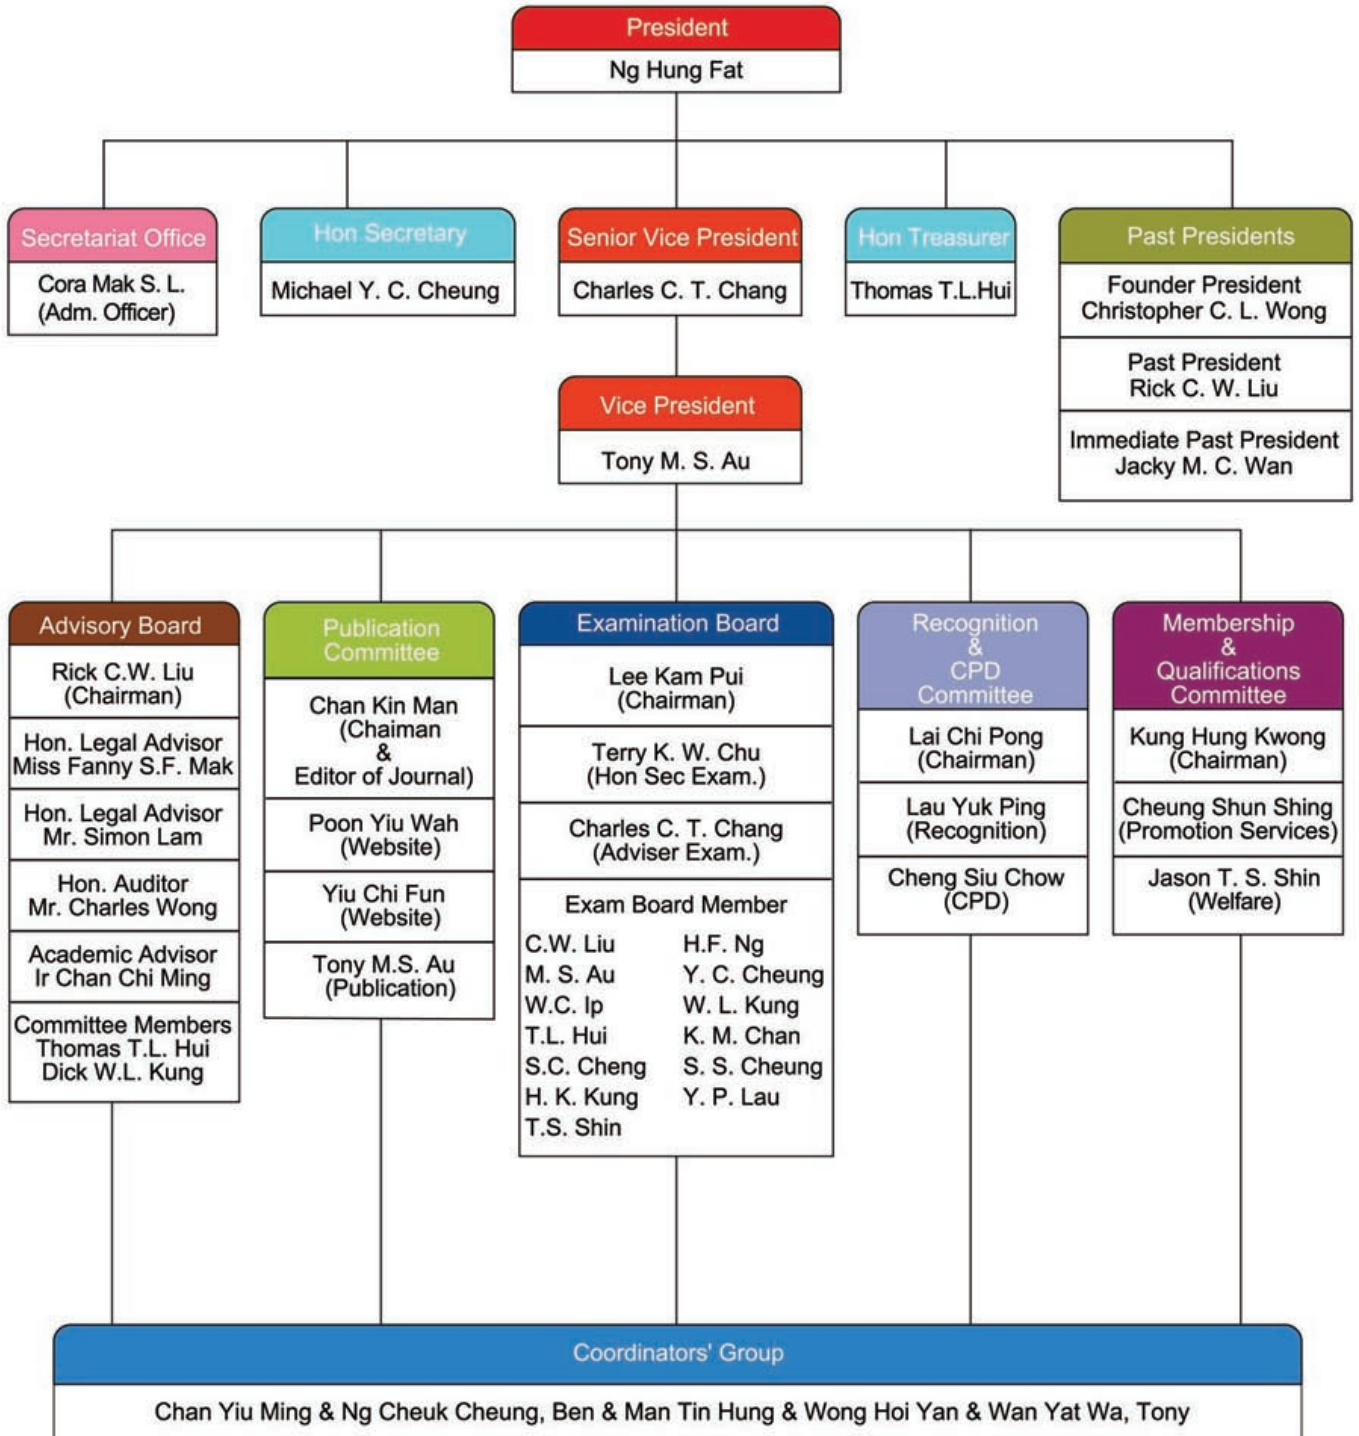 President
Ng Hung Fat
Secretariat Office
Cora Mak S. L.
(Adm. Officer)
Hon Secretary
Michael Y. C. Cheung
Senior Vice President
Charles C. T. Chang
Hon Treasurer
Thomas T.L.Hui
Past Presidents
Founder President
Christopher C. L. Wong
Past President
Rick C. W. Liu
Immediate Past President
Jacky M. C. Wan
Vice President
Tony M. S. Au
Advisory Board
Rick C.W. Liu
(Chairman)
Hon. Legal Advisor
Miss Fanny S.F. Mak
Hon. Legal Advisor
Mr. Simon Lam
Hon. Auditor
Mr. Charles Wong
Academic Advisor
Ir Chan Chi Ming
Committee Members
Thomas T.L. Hui
Dick W.L. Kung
Publication
Committee
Chan Kin Man
(Chaiman
&
Editor of Journal)
Poon Yiu Wah
(Website)
Yiu Chi Fun
(Website)
Tony M.S. Au
(Publication)
Examination Board
Lee Kam Pui
(Chairman)
Terry K. W. Chu
(Hon Sec Exam.)
Charles C. T. Chang
(Adviser Exam.)
Exam Board Member
C.W. Liu H.F. Ng
M. S. Au Y. C. Cheung
W.C. Ip W. L. Kung
T.L. Hui K. M. Chan
S.C. Cheng S. S. Cheung
H. K. Kung Y. P. Lau
T.S. Shin
Recognition
&
CPD
Committee
Lai Chi Pong
(Chairman)
Lau Yuk Ping
(Recognition)
Cheng Siu Chow
(CPD)
Membership
&
Qualifications
Committee
Kung Hung Kwong
(Chairman)
Cheung Shun Shing
(Promotion Services)
Jason T. S. Shin
(Welfare)
Coordinators' Group
Chan Yiu Ming & Ng Cheuk Cheung, Ben & Man Tin Hung & Wong Hoi Yan & Wan Yat Wa, Tony